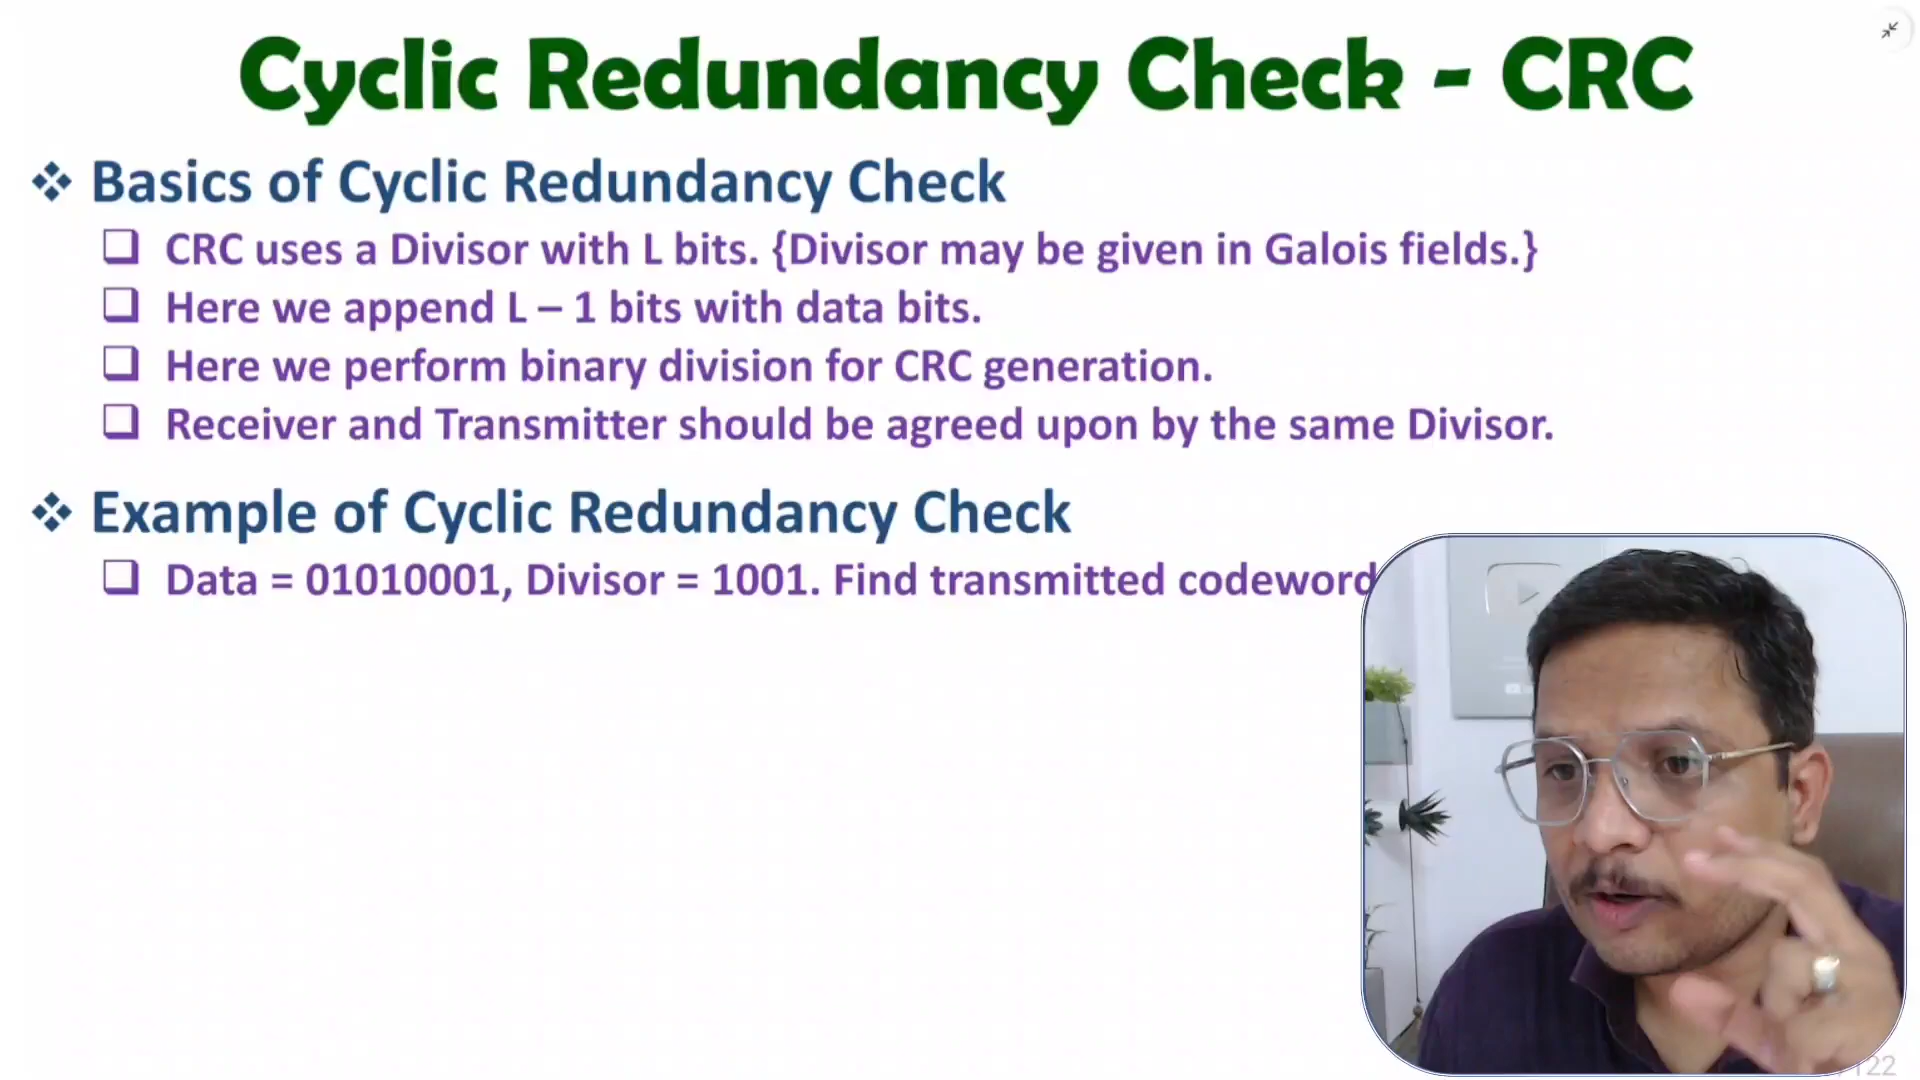 Cyclic Redundancy Check - CRC
Basics of Cyclic Redundancy Check
CRC uses a Divisor with L bits. {Divisor may be given in Galois fields.}
Here we append L – 1 bits with data bits.
Here we perform binary division for CRC generation.
Receiver and Transmitter should be agreed upon by the same Divisor.
Example of Cyclic Redundancy Check
Data = 01010001, Divisor = 1001. Find transmitted codeword
122